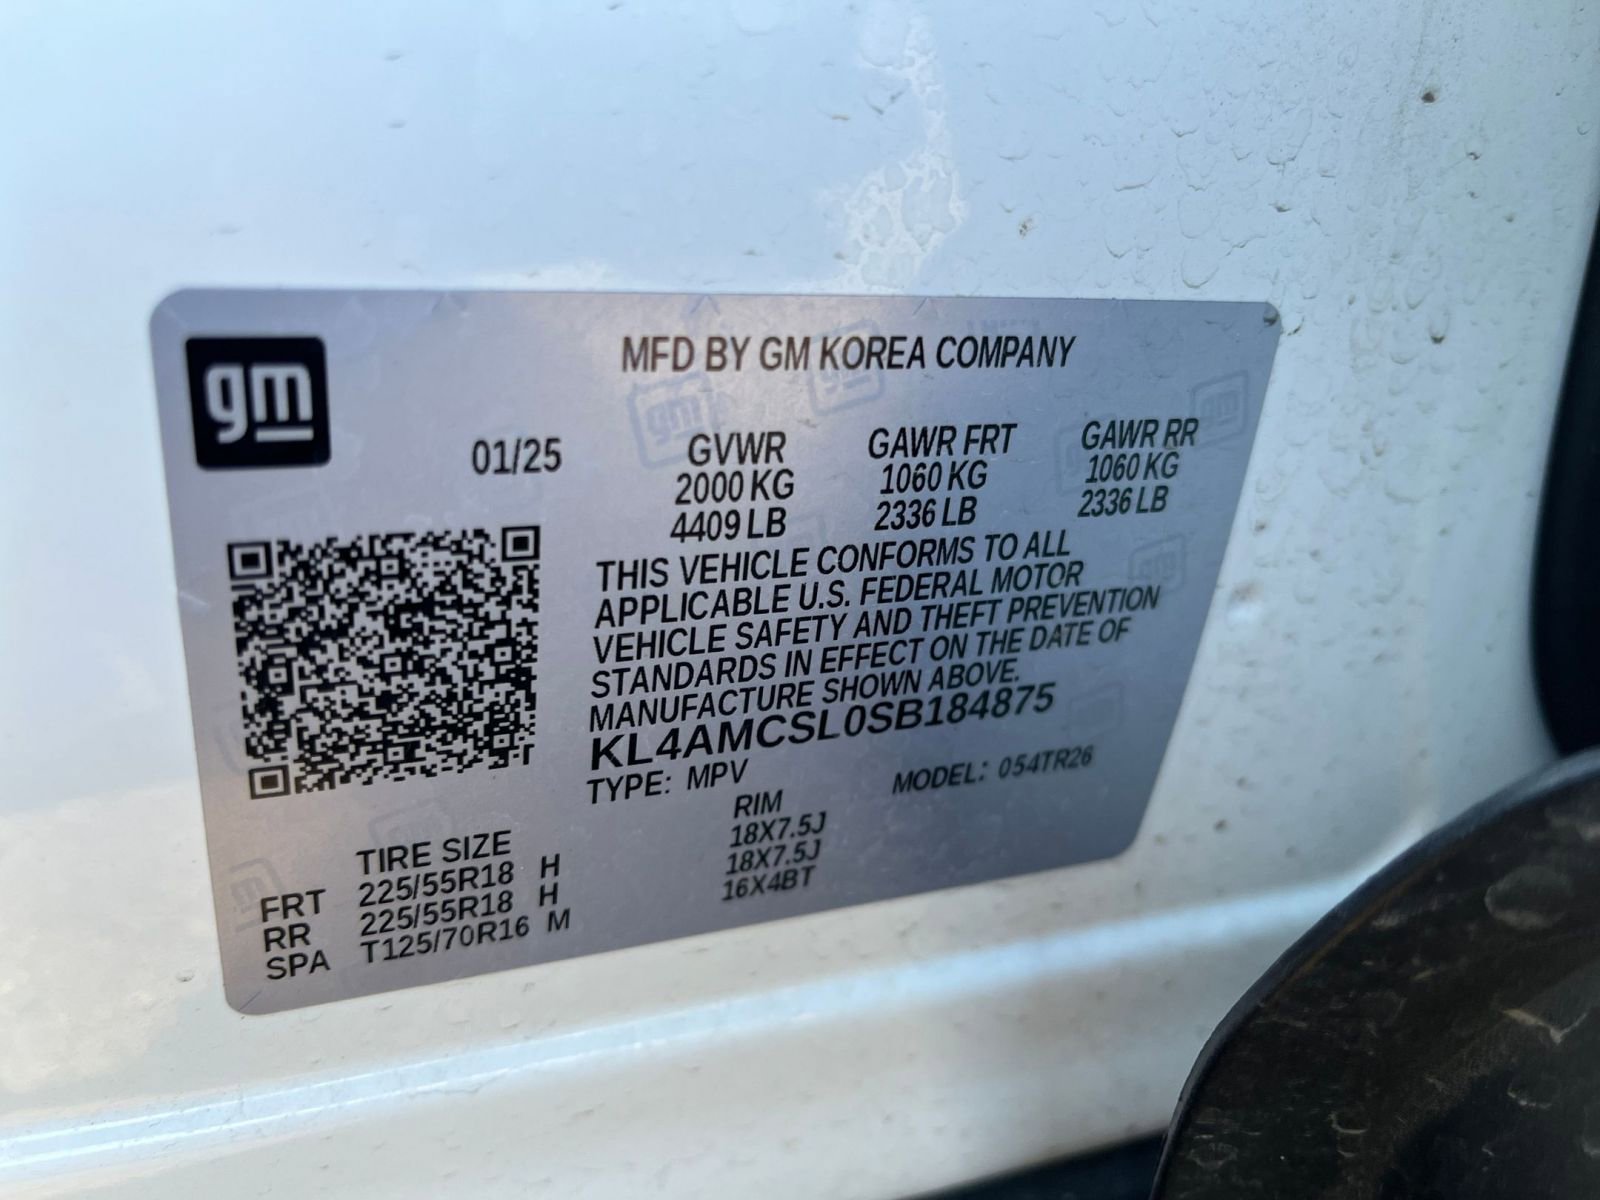 gm
MFD BY GM KOREA COMPANY
01/25
GVWR GAWR FRT GAWR RR
2000 KG 1060 KG 1060 KG
4409 LB 2336 LB 2336 LB
THIS VEHICLE CONFORMS TO ALL
APPLICABLE U.S. FEDERAL MOTOR
VEHICLE SAFETY AND THEFT PREVENTION
STANDARDS IN EFFECT ON THE DATE OF
MANUFACTURE SHOWN ABOVE.
KL4AMCSL0SB184875
TYPE: MPV MODEL: 054TR26
TIRE SIZE RIM
FRT 225/55R18 H 18X7.5J
RR 225/55R18 H 18X7.5J
SPA T125/70R16 M 16X4BT